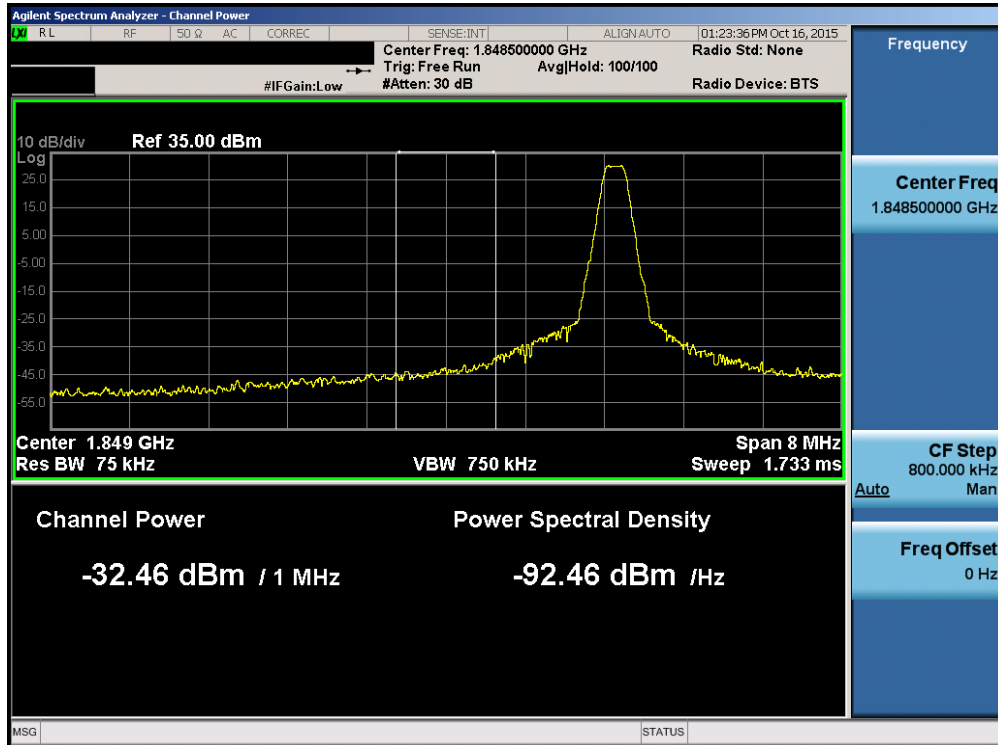 Agilent Spectrum Analyzer - Channel Power
LXI RL RF 50 Ω AC CORREC SENSE:INT ALIGN AUTO 01:23:36 PM Oct 16, 2015
Center Freq: 1.848500000 GHz Radio Std: None
Trig: Free Run Avg|Hold: 100/100
#IFGain:Low #Atten: 30 dB Radio Device: BTS
10 dB/div Ref 35.00 dBm
Log
25.0
15.0
5.00
-5.00
-15.0
-25.0
-35.0
-45.0
-55.0
Center 1.849 GHz Span 8 MHz
Res BW 75 kHz VBW 750 kHz Sweep 1.733 ms
Channel Power Power Spectral Density
-32.46 dBm / 1 MHz -92.46 dBm /Hz
Frequency
Center Freq
1.848500000 GHz
CF Step
800.000 kHz
Auto Man
Freq Offset
0 Hz
MSG STATUS